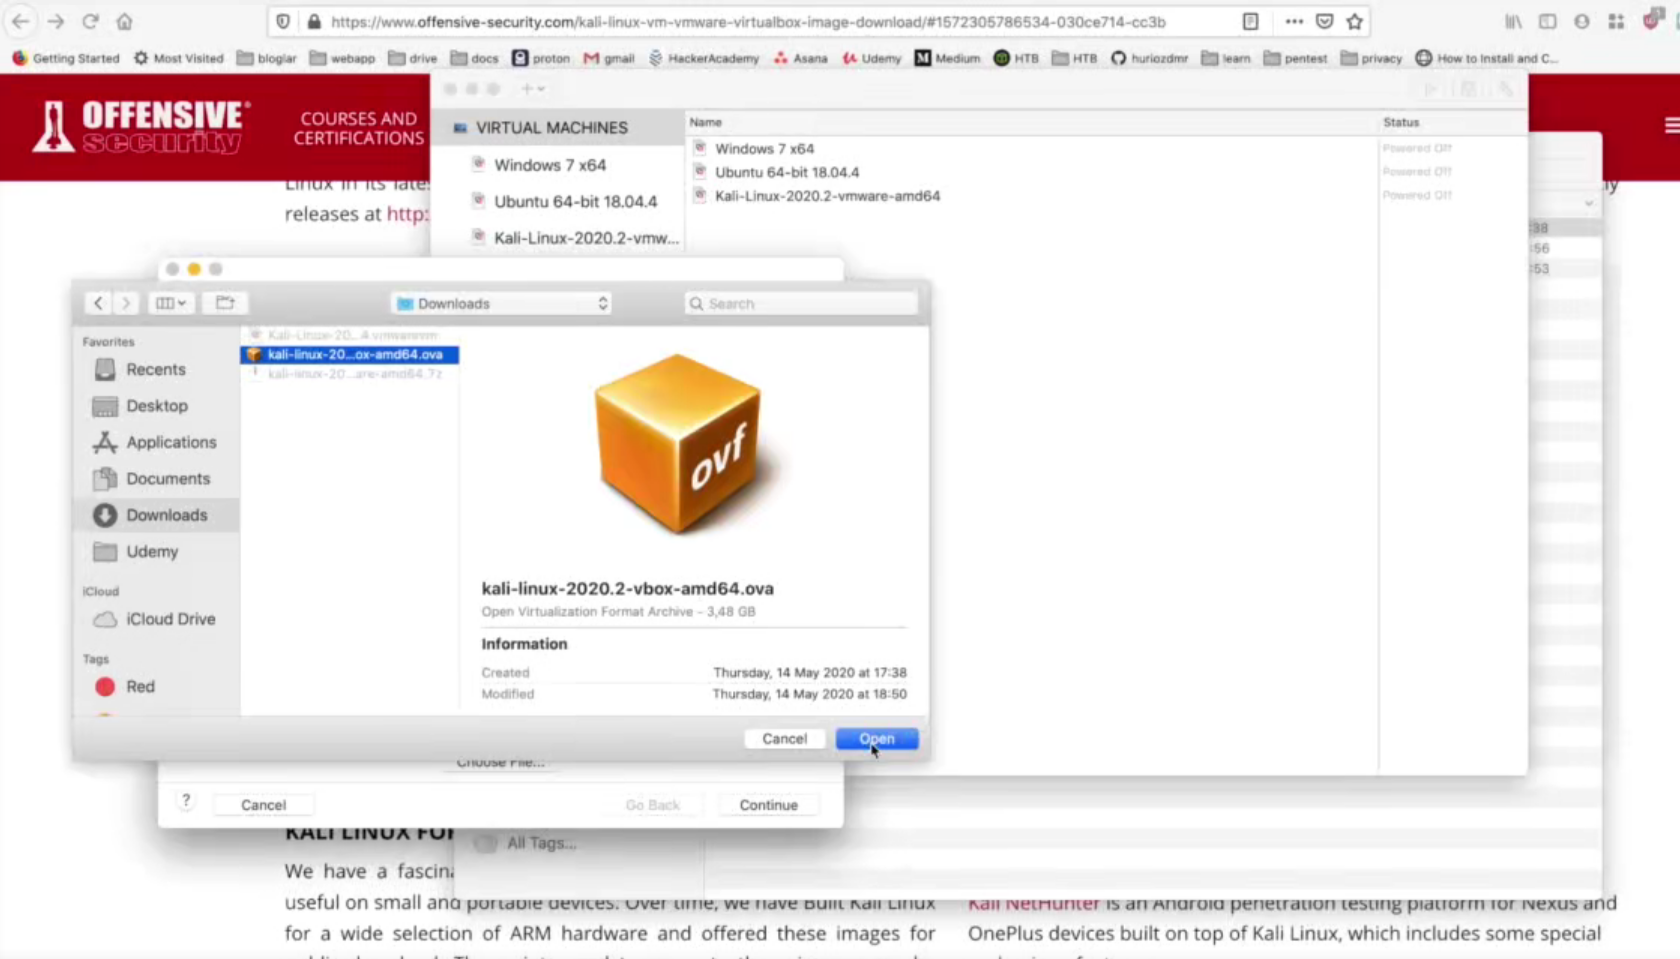 https://www.offensive-security.com/kali-linux-vm-vmware-virtualbox-image-download/#1572305786534-030ce714-cc3b
Getting Started
Most Visited
bloglar
webapp
drive
docs
proton
gmail
HackerAcademy
Asana
Udemy
Medium
HTB
HTB
huriozdmr
learn
pentest
privacy
How to Install and C...
OFFENSIVE
security
COURSES AND
CERTIFICATIONS
releases at http:
VIRTUAL MACHINES
Windows 7 x64
Ubuntu 64-bit 18.04.4
Kali-Linux-2020.2-vmw...
Name
Status
Windows 7 x64
Powered Off
Ubuntu 64-bit 18.04.4
Powered Off
Kali-Linux-2020.2-vmware-amd64
Powered Off
:38
:56
:53
Downloads
Search
Favorites
Recents
Desktop
Applications
Documents
Downloads
Udemy
iCloud
iCloud Drive
Tags
Red
Kali-Linux-20...4.vmwarevm
kali-linux-20...ox-amd64.ova
kali-linux-20...are-amd64.7z
ovf
kali-linux-2020.2-vbox-amd64.ova
Open Virtualization Format Archive - 3,48 GB
Information
Created Thursday, 14 May 2020 at 17:38
Modified Thursday, 14 May 2020 at 18:50
Cancel
Open
Choose File...
?
Cancel
Go Back
Continue
All Tags...
KALI LINUX FOR
We have a fascina
useful on small and portable devices. Over time, we have built Kali Linux
for a wide selection of ARM hardware and offered these images for
Kali NetHunter is an Android penetration testing platform for Nexus and
OnePlus devices built on top of Kali Linux, which includes some special